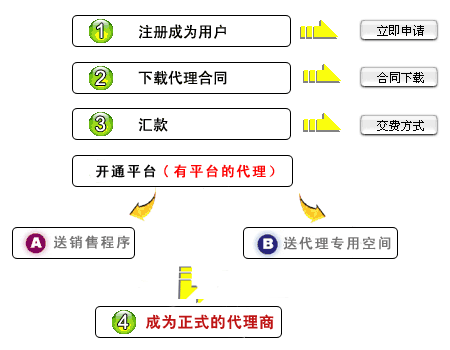 1 注册成为用户 立即申请
2 下载代理合同 合同下载
3 汇款 交费方式
开通平台（有平台的代理）
A 送销售程序 B 送代理专用空间
4 成为正式的代理商